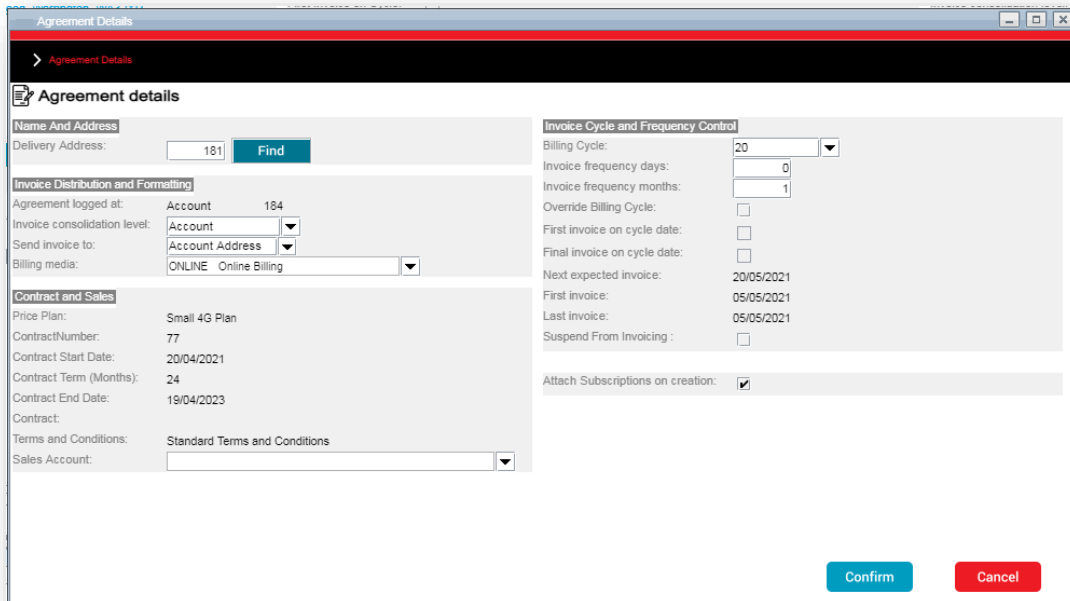 Agreement Details
Agreement Details
Agreement details
Name And Address
Delivery Address: 181 Find
Invoice Distribution and Formatting
Agreement logged at: Account 184
Invoice consolidation level: Account
Send invoice to: Account Address
Billing media: ONLINE Online Billing
Contract and Sales
Price Plan: Small 4G Plan
ContractNumber: 77
Contract Start Date: 20/04/2021
Contract Term (Months): 24
Contract End Date: 19/04/2023
Contract:
Terms and Conditions: Standard Terms and Conditions
Sales Account:
Invoice Cycle and Frequency Control
Billing Cycle: 20
Invoice frequency days: 0
Invoice frequency months: 1
Override Billing Cycle:
First invoice on cycle date:
Final invoice on cycle date:
Next expected invoice: 20/05/2021
First invoice: 05/05/2021
Last invoice: 05/05/2021
Suspend From Invoicing :
Attach Subscriptions on creation:
Confirm Cancel